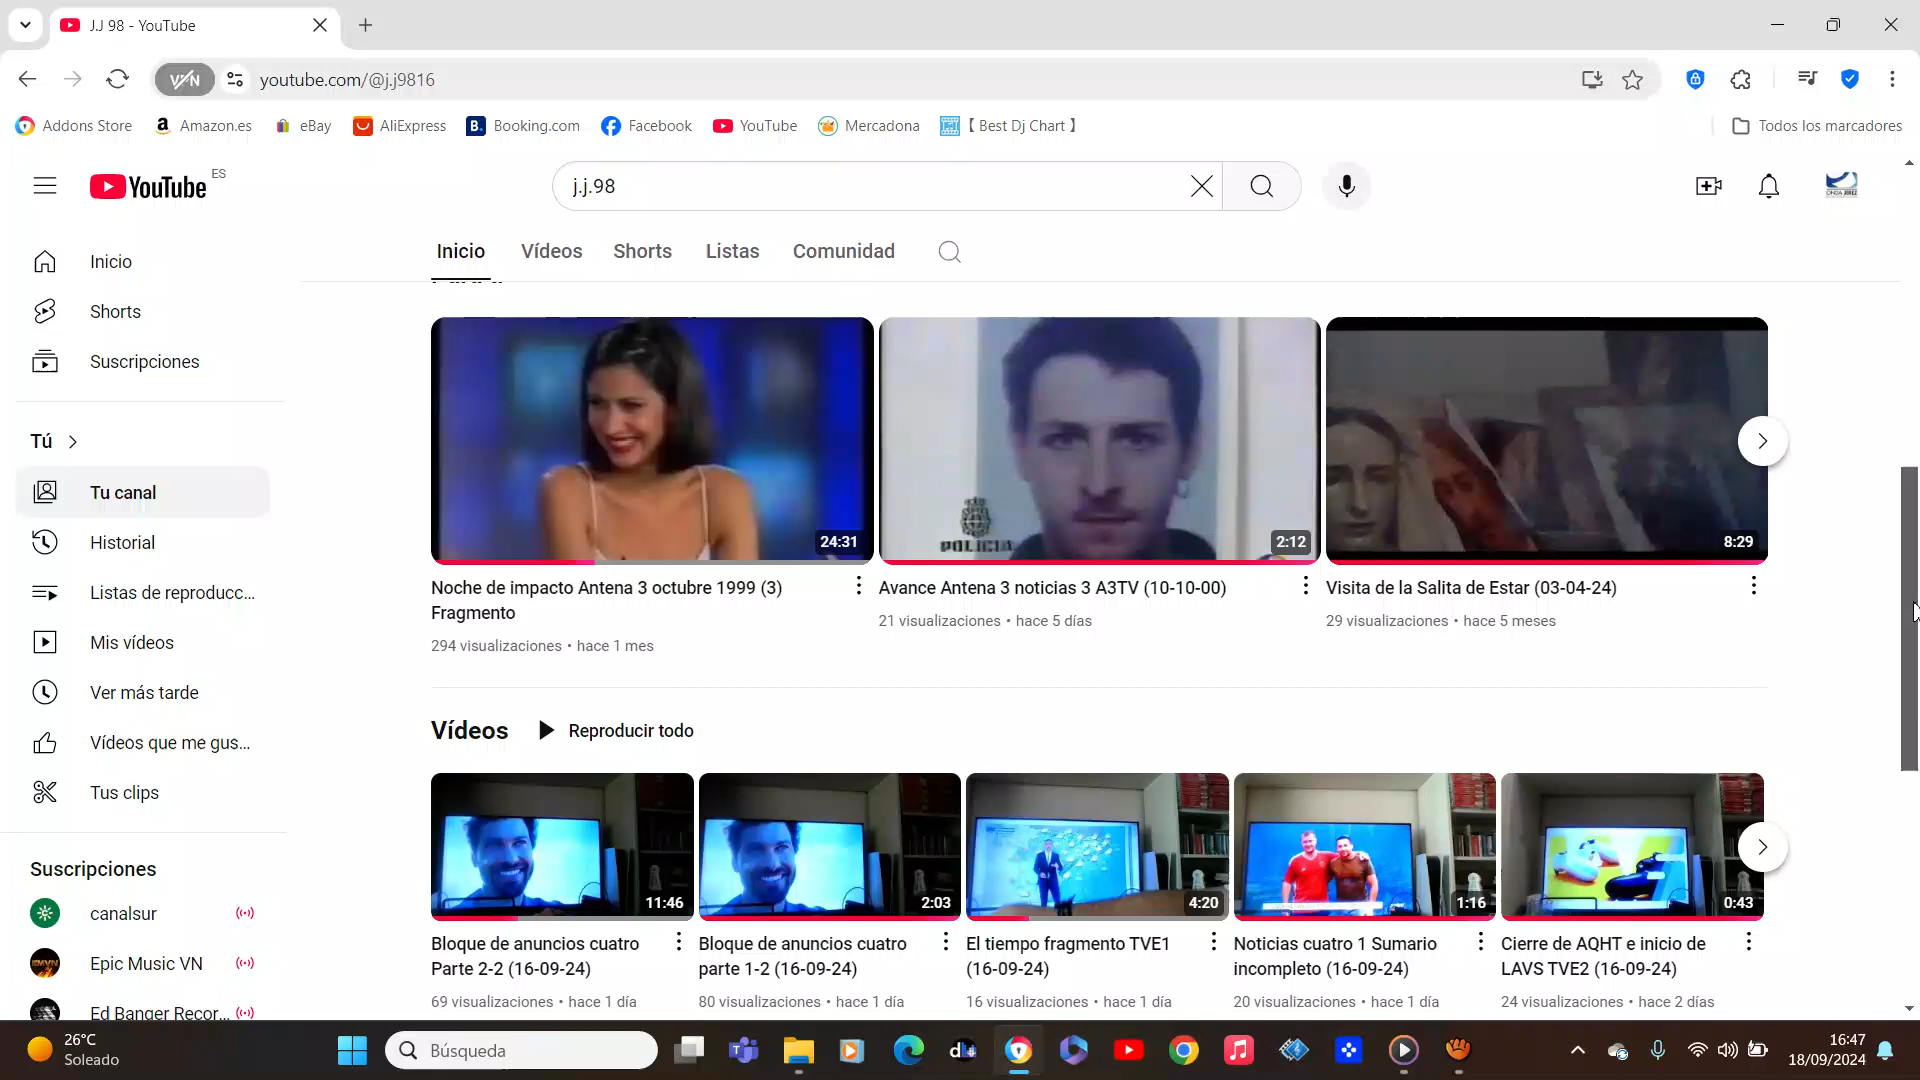 J.J 98 - YouTube
VPN
youtube.com/@j.j9816
Addons Store
Amazon.es
eBay
AliExpress
Booking.com
Facebook
YouTube
Mercadona
【 Best Dj Chart 】
Todos los marcadores
YouTube ES
j.j.98
Inicio
Vídeos
Shorts
Listas
Comunidad
Inicio
Shorts
Suscripciones
Tú
Tu canal
Historial
Listas de reproducc...
Mis vídeos
Ver más tarde
Vídeos que me gus...
Tus clips
Suscripciones
canalsur
Epic Music VN
Ed Banger Recor...
POLICIA
24:31
2:12
8:29
Noche de impacto Antena 3 octubre 1999 (3)
Fragmento
294 visualizaciones • hace 1 mes
Avance Antena 3 noticias 3 A3TV (10-10-00)
21 visualizaciones • hace 5 días
Visita de la Salita de Estar (03-04-24)
29 visualizaciones • hace 5 meses
Vídeos
Reproducir todo
11:46
2:03
4:20
1:16
0:43
Bloque de anuncios cuatro
Parte 2-2 (16-09-24)
69 visualizaciones • hace 1 día
Bloque de anuncios cuatro
parte 1-2 (16-09-24)
80 visualizaciones • hace 1 día
El tiempo fragmento TVE1
(16-09-24)
16 visualizaciones • hace 1 día
Noticias cuatro 1 Sumario
incompleto (16-09-24)
20 visualizaciones • hace 1 día
Cierre de AQHT e inicio de
LAVS TVE2 (16-09-24)
24 visualizaciones • hace 2 días
26°C
Soleado
Búsqueda
16:47
18/09/2024